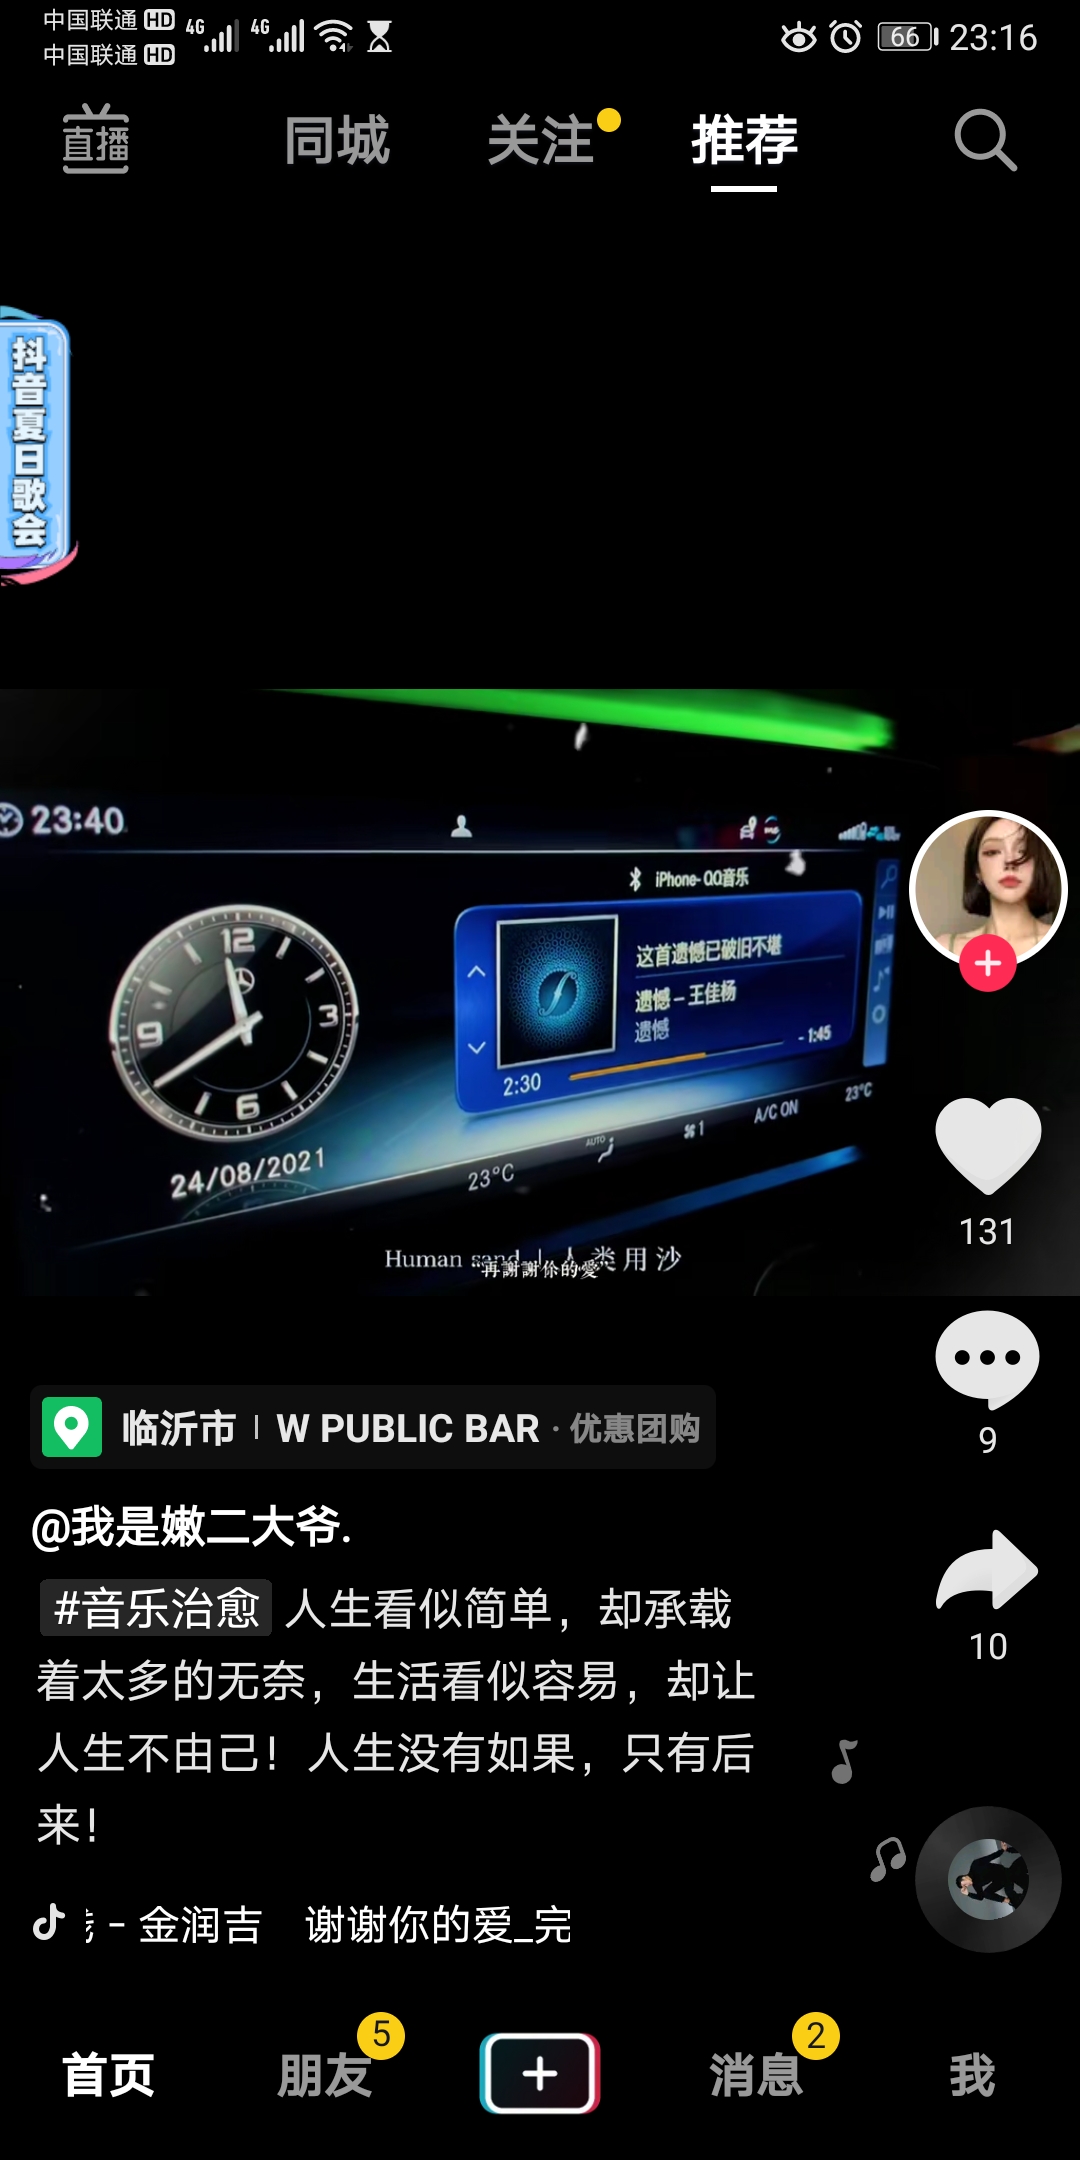 中国联通 HD
中国联通 HD
4G 4G
66 23:16
直播 同城 关注 推荐
抖音夏日歌会
23:40
iPhone-QQ音乐
这首遗憾已破旧不堪
遗憾 – 王佳杨
遗憾
2:30
-1:45
12
3
6
9
24/08/2021
23°C
AUTO
1
A/C ON
23°C
Human sand | 人类用沙
“再謝謝你的愛”
131
临沂市 | W PUBLIC BAR · 优惠团购
9
@我是嫩二大爷.
#音乐治愈 人生看似简单，却承载
着太多的无奈，生活看似容易，却让
人生不由己！人生没有如果，只有后
来！
10
- 金润吉 谢谢你的爱_完
首页 朋友 5 消息 2 我